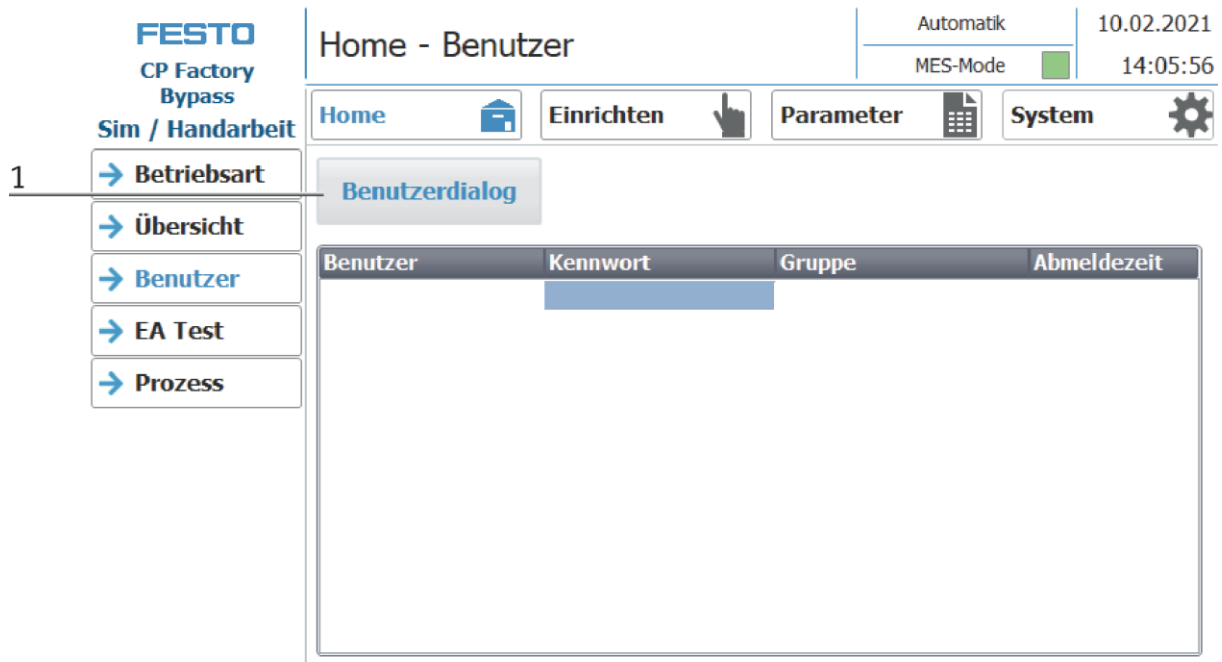 FESTO
CP Factory
Bypass
Sim / Handarbeit
Home - Benutzer
Automatik
MES-Mode
10.02.2021
14:05:56
Home
Einrichten
Parameter
System
1
Betriebsart
Übersicht
Benutzer
EA Test
Prozess
Benutzerdialog
Benutzer Kennwort Gruppe Abmeldezeit